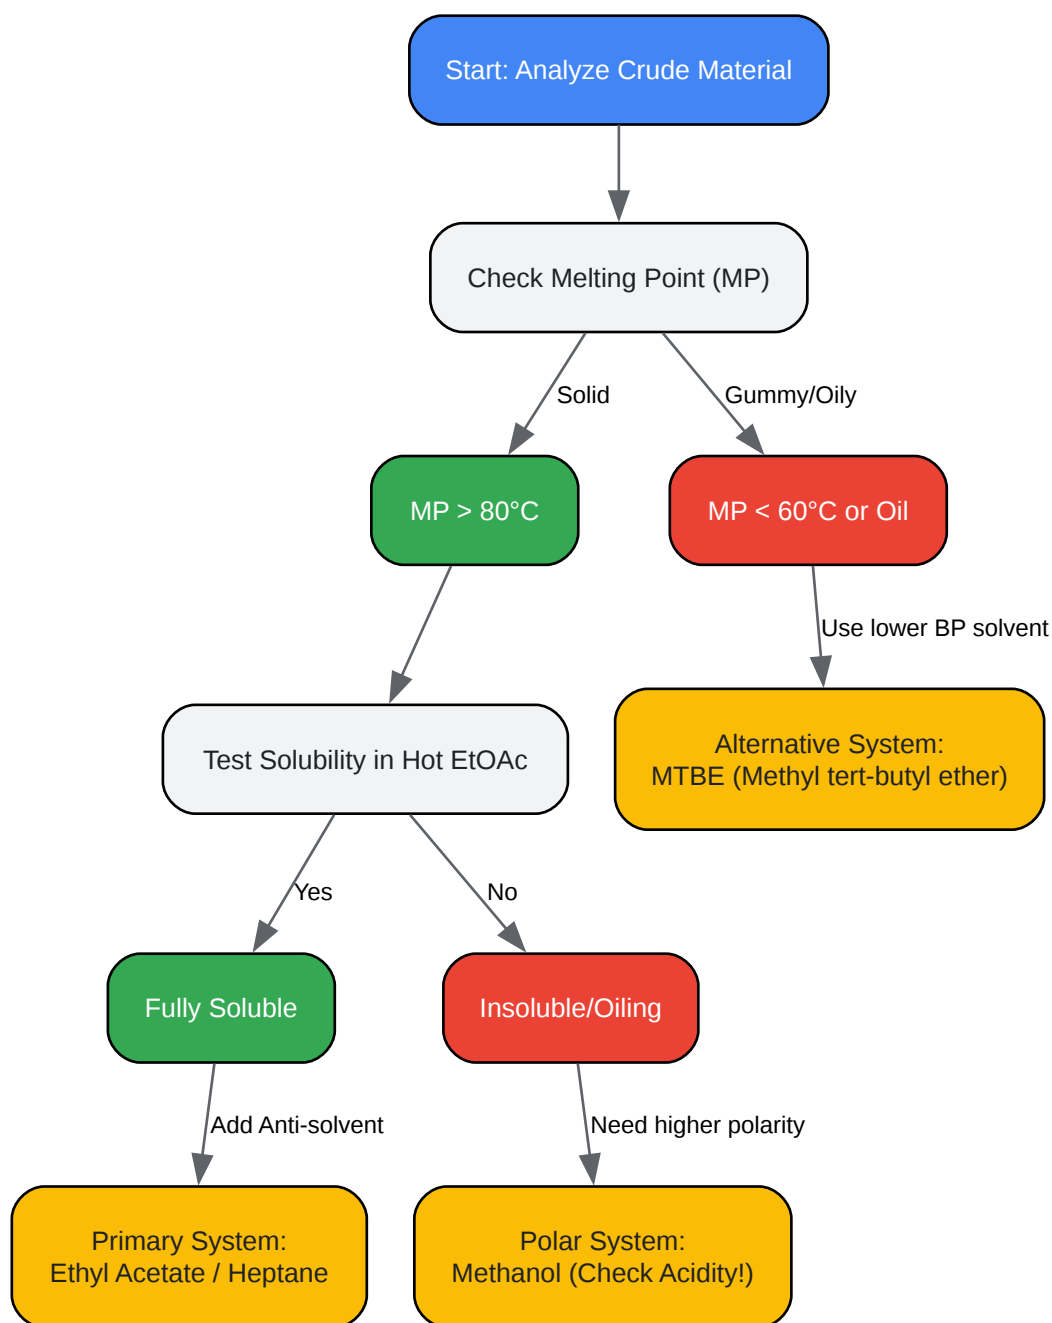 Start: Analyze Crude Material
Check Melting Point (MP)
Solid
Gummy/Oily
MP > 80°C
MP < 60°C or Oil
Use lower BP solvent
Test Solubility in Hot EtOAc
Alternative System:
MTBE (Methyl tert-butyl ether)
Yes
No
Fully Soluble
Insoluble/Oiling
Add Anti-solvent
Need higher polarity
Primary System:
Ethyl Acetate / Heptane
Polar System:
Methanol (Check Acidity!)